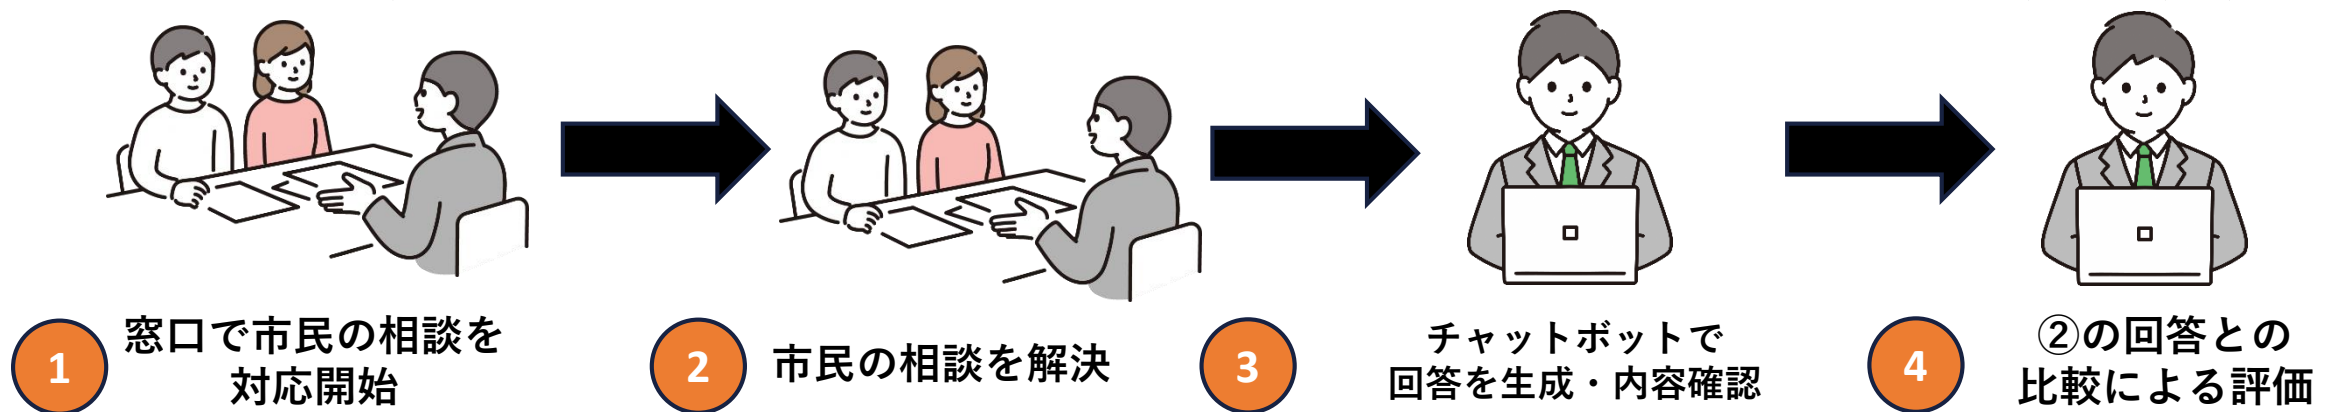 1
窓口で市民の相談を
対応開始
2
市民の相談を解決
3
チャットボットで
回答を生成・内容確認
4
②の回答との
比較による評価